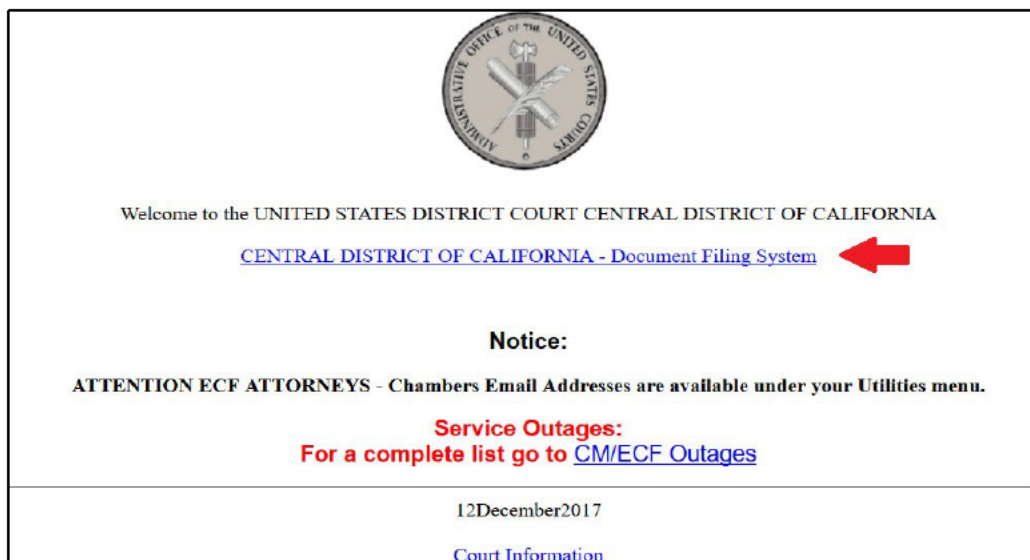 ADMINISTRATIVE OFFICE OF THE UNITED STATES COURTS
Welcome to the UNITED STATES DISTRICT COURT CENTRAL DISTRICT OF CALIFORNIA
CENTRAL DISTRICT OF CALIFORNIA - Document Filing System
Notice:
ATTENTION ECF ATTORNEYS - Chambers Email Addresses are available under your Utilities menu.
Service Outages:
For a complete list go to CM/ECF Outages
12December2017
Court Information